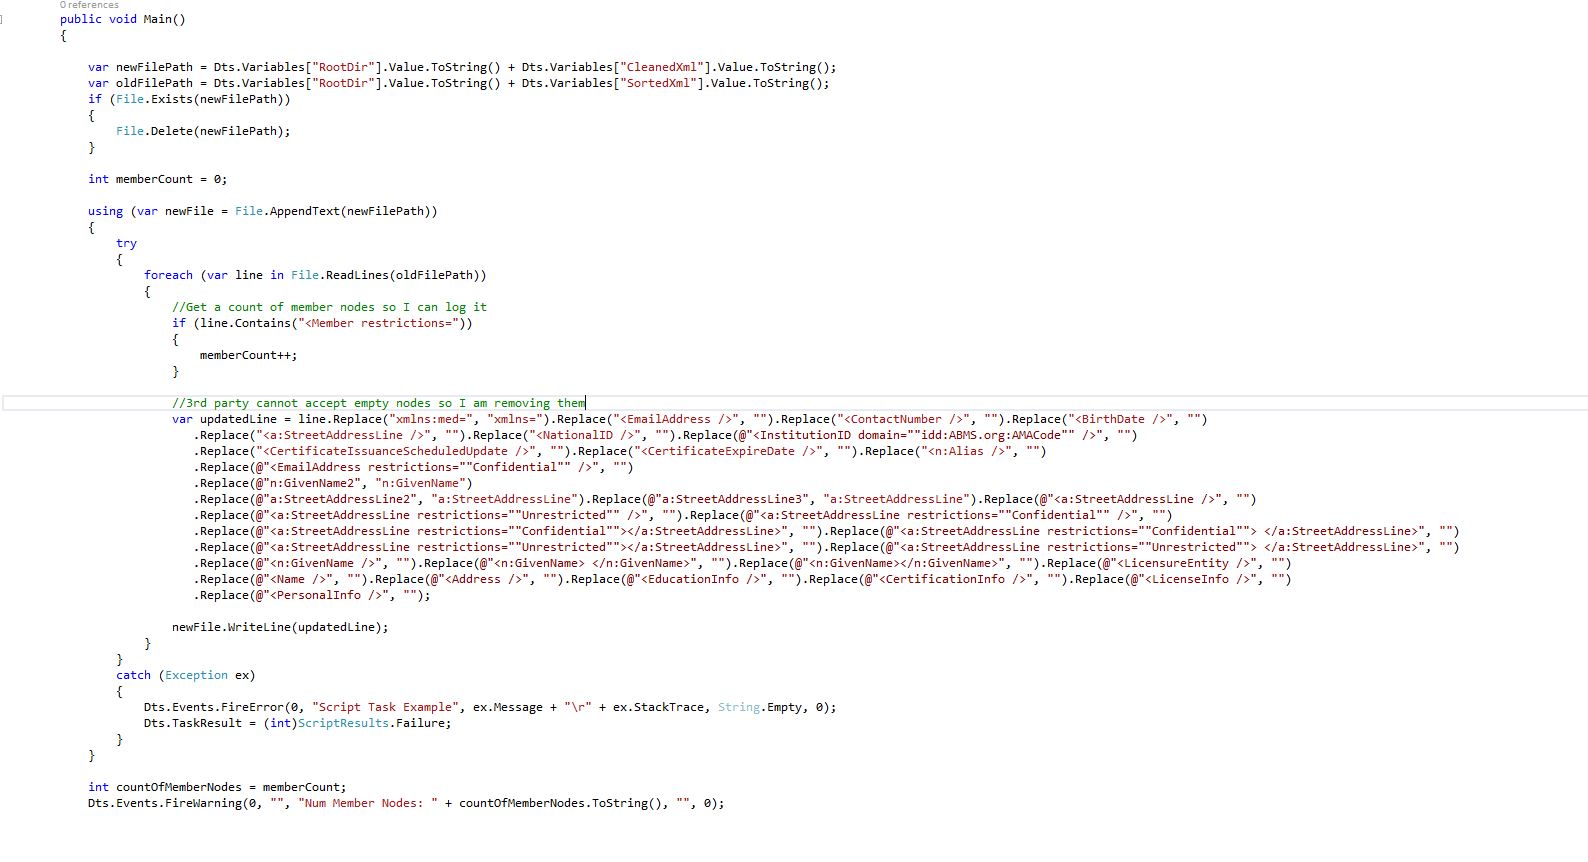 0 references
public void Main()
{
var newFilePath = Dts.Variables["RootDir"].Value.ToString() + Dts.Variables["CleanedXml"].Value.ToString();
var oldFilePath = Dts.Variables["RootDir"].Value.ToString() + Dts.Variables["SortedXml"].Value.ToString();
if (File.Exists(newFilePath))
{
File.Delete(newFilePath);
}
int memberCount = 0;
using (var newFile = File.AppendText(newFilePath))
{
try
{
foreach (var line in File.ReadLines(oldFilePath))
{
//Get a count of member nodes so I can log it
if (line.Contains("<Member restrictions="))
{
memberCount++;
}
//3rd party cannot accept empty nodes so I am removing them
var updatedLine = line.Replace("xmlns:med=", "xmlns=").Replace("<EmailAddress />", "").Replace("<ContactNumber />", "").Replace("<BirthDate />", "")
.Replace("<a:StreetAddressLine />", "").Replace("<NationalID />", "").Replace(@"<InstitutionID domain=""idd:ABMS.org:AMACode"" />", "")
.Replace("<CertificateIssuanceScheduledUpdate />", "").Replace("<CertificateExpireDate />", "").Replace("<n:Alias />", "")
.Replace(@"<EmailAddress restrictions=""Confidential"" />", "")
.Replace(@"n:GivenName2", "n:GivenName")
.Replace(@"a:StreetAddressLine2", "a:StreetAddressLine").Replace(@"a:StreetAddressLine3", "a:StreetAddressLine").Replace(@"<a:StreetAddressLine />", "")
.Replace(@"<a:StreetAddressLine restrictions=""Unrestricted"" />", "").Replace(@"<a:StreetAddressLine restrictions=""Confidential"" />", "")
.Replace(@"<a:StreetAddressLine restrictions=""Confidential""></a:StreetAddressLine>", "").Replace(@"<a:StreetAddressLine restrictions=""Confidential""> </a:StreetAddressLine>", "")
.Replace(@"<a:StreetAddressLine restrictions=""Unrestricted""></a:StreetAddressLine>", "").Replace(@"<a:StreetAddressLine restrictions=""Unrestricted""> </a:StreetAddressLine>", "")
.Replace(@"<n:GivenName />", "").Replace(@"<n:GivenName> </n:GivenName>", "").Replace(@"<n:GivenName></n:GivenName>", "").Replace(@"<LicensureEntity />", "")
.Replace(@"<Name />", "").Replace(@"<Address />", "").Replace(@"<EducationInfo />", "").Replace(@"<CertificationInfo />", "").Replace(@"<LicenseInfo />", "")
.Replace(@"<PersonalInfo />", "");
newFile.WriteLine(updatedLine);
}
}
catch (Exception ex)
{
Dts.Events.FireError(0, "Script Task Example", ex.Message + "\r" + ex.StackTrace, String.Empty, 0);
Dts.TaskResult = (int)ScriptResults.Failure;
}
}
int countOfMemberNodes = memberCount;
Dts.Events.FireWarning(0, "", "Num Member Nodes: " + countOfMemberNodes.ToString(), "", 0);